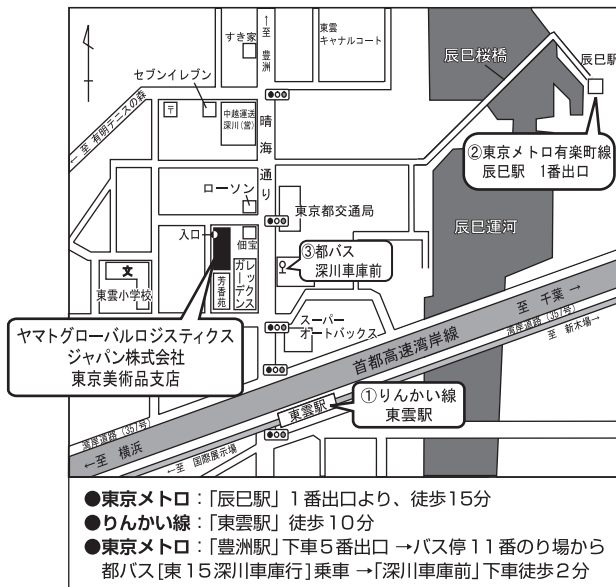 すき家
←至 豊洲
東雲
キャナルコート
辰巳桜橋
辰巳駅
セブンイレブン
〒
中越運送
深川(営)
←至 有明テニスの森
晴海通り
②東京メトロ有楽町線
辰巳駅 1番出口
ローソン
東京都交通局
辰巳運河
入口
佃宝
③都バス
深川車庫前
文
東雲小学校
芳香苑
レックス
ガーデン
ヤマトグローバルロジスティクス
ジャパン株式会社
東京美術品支店
スーパー
オートバックス
首都高速湾岸線
至 千葉→
湾岸道路(357号)
至 新木場→
①りんかい線
東雲駅
東雲駅
湾岸道路(357号)
←至 横浜
←至 国際展示場
●東京メトロ:「辰巳駅」1番出口より、徒歩15分
●りんかい線:「東雲駅」徒歩10分
●東京メトロ:「豊洲駅」下車5番出口 →バス停11番のり場から
都バス[東15深川車庫行]乗車 →「深川車庫前」下車徒歩2分